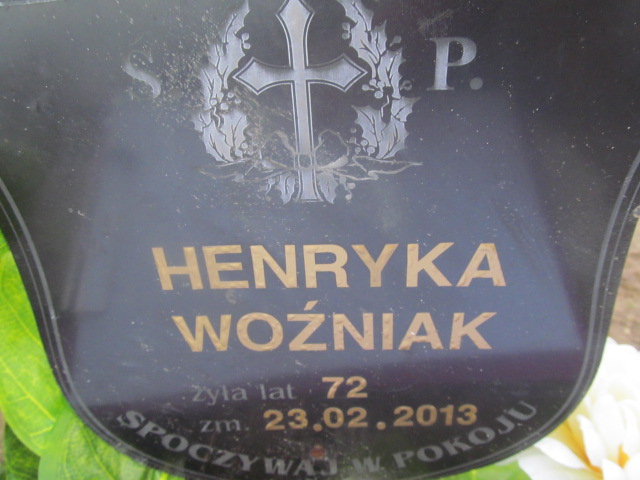 Ś. P.
HENRYKA
WOŹNIAK
żyła lat 72
zm. 23.02.2013
SPOCZYWAJ W POKOJU